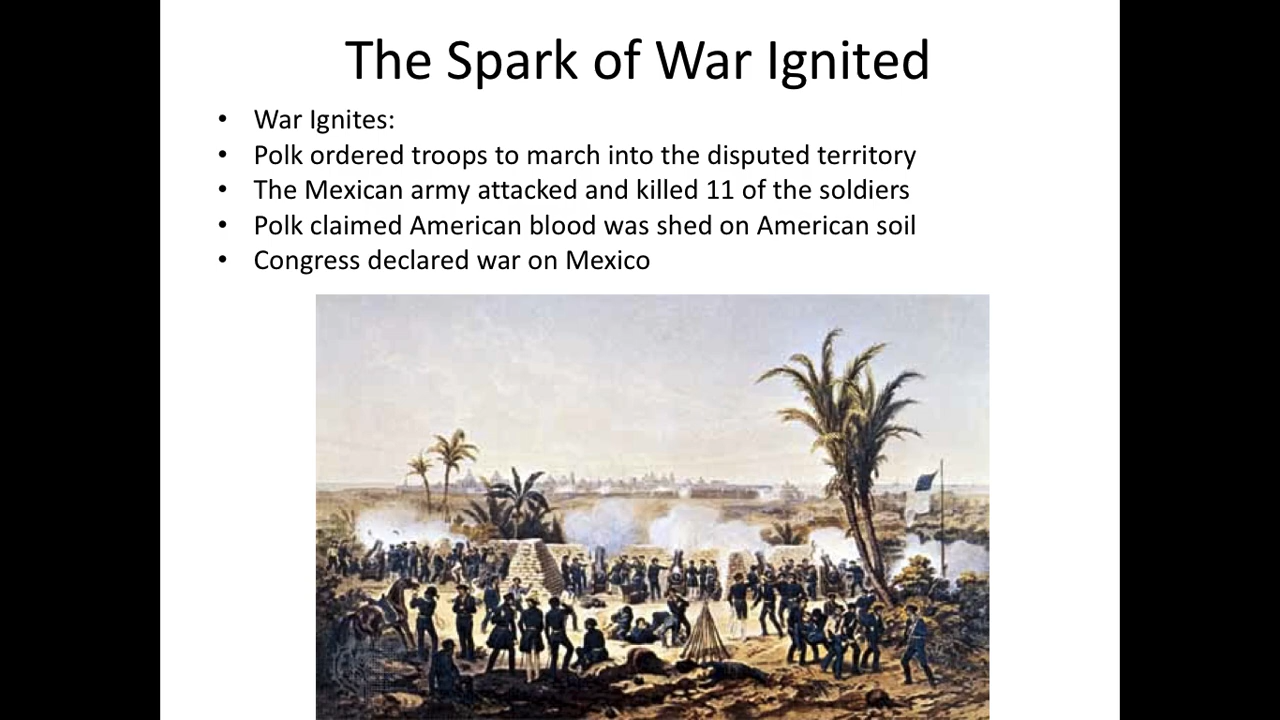 The Spark of War Ignited
• War Ignites:
• Polk ordered troops to march into the disputed territory
• The Mexican army attacked and killed 11 of the soldiers
• Polk claimed American blood was shed on American soil
• Congress declared war on Mexico